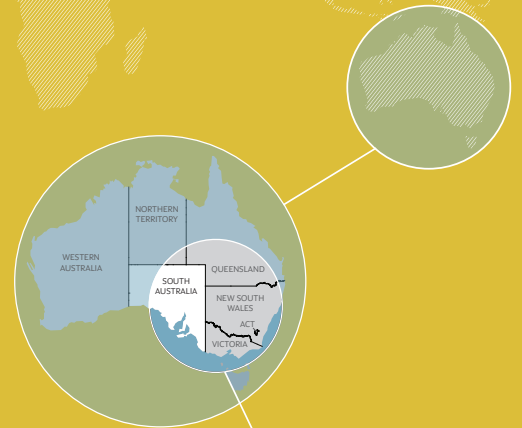 NORTHERN
TERRITORY
WESTERN
AUSTRALIA
QUEENSLAND
SOUTH
AUSTRALIA
NEW SOUTH
WALES
ACT
VICTORIA